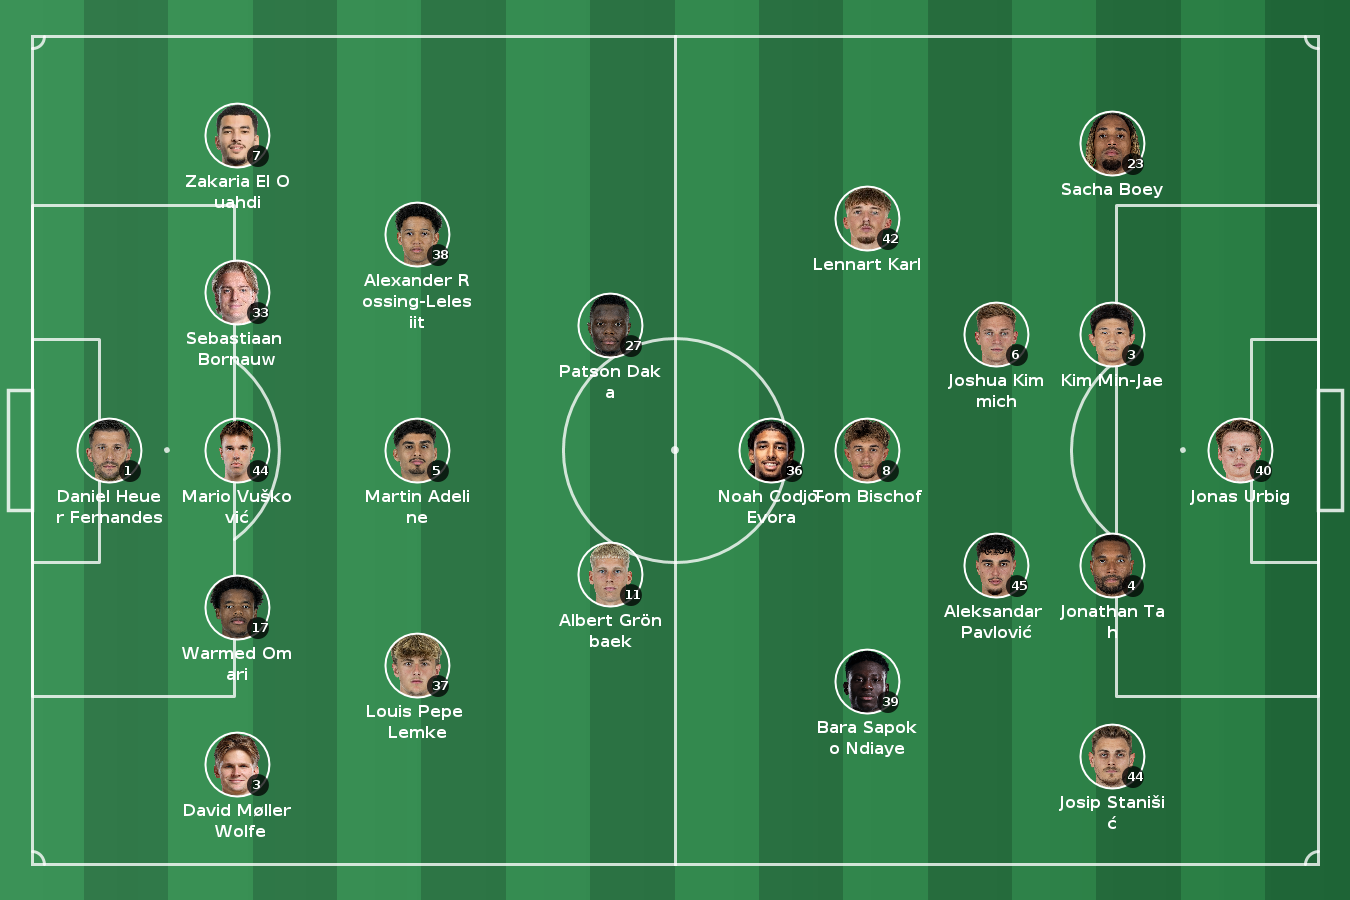 7
Zakaria El O
uahdi
33
Sebastiaan
Bornauw
1
Daniel Heue
r Fernandes
44
Mario Vuško
vić
17
Warmed Om
ari
3
David Møller
Wolfe
38
Alexander R
ossing-Leles
iit
5
Martin Adeli
ne
37
Louis Pepe
Lemke
27
Patson Dak
a
11
Albert Grön
baek
36
Noah Codjo
Evora
42
Lennart Karl
8
Tom Bischof
39
Bara Sapok
o Ndiaye
6
Joshua Kim
mich
45
Aleksandar
Pavlović
23
Sacha Boey
3
Kim Min-Jae
4
Jonathan Ta
h
44
Josip Staniši
ć
40
Jonas Urbig